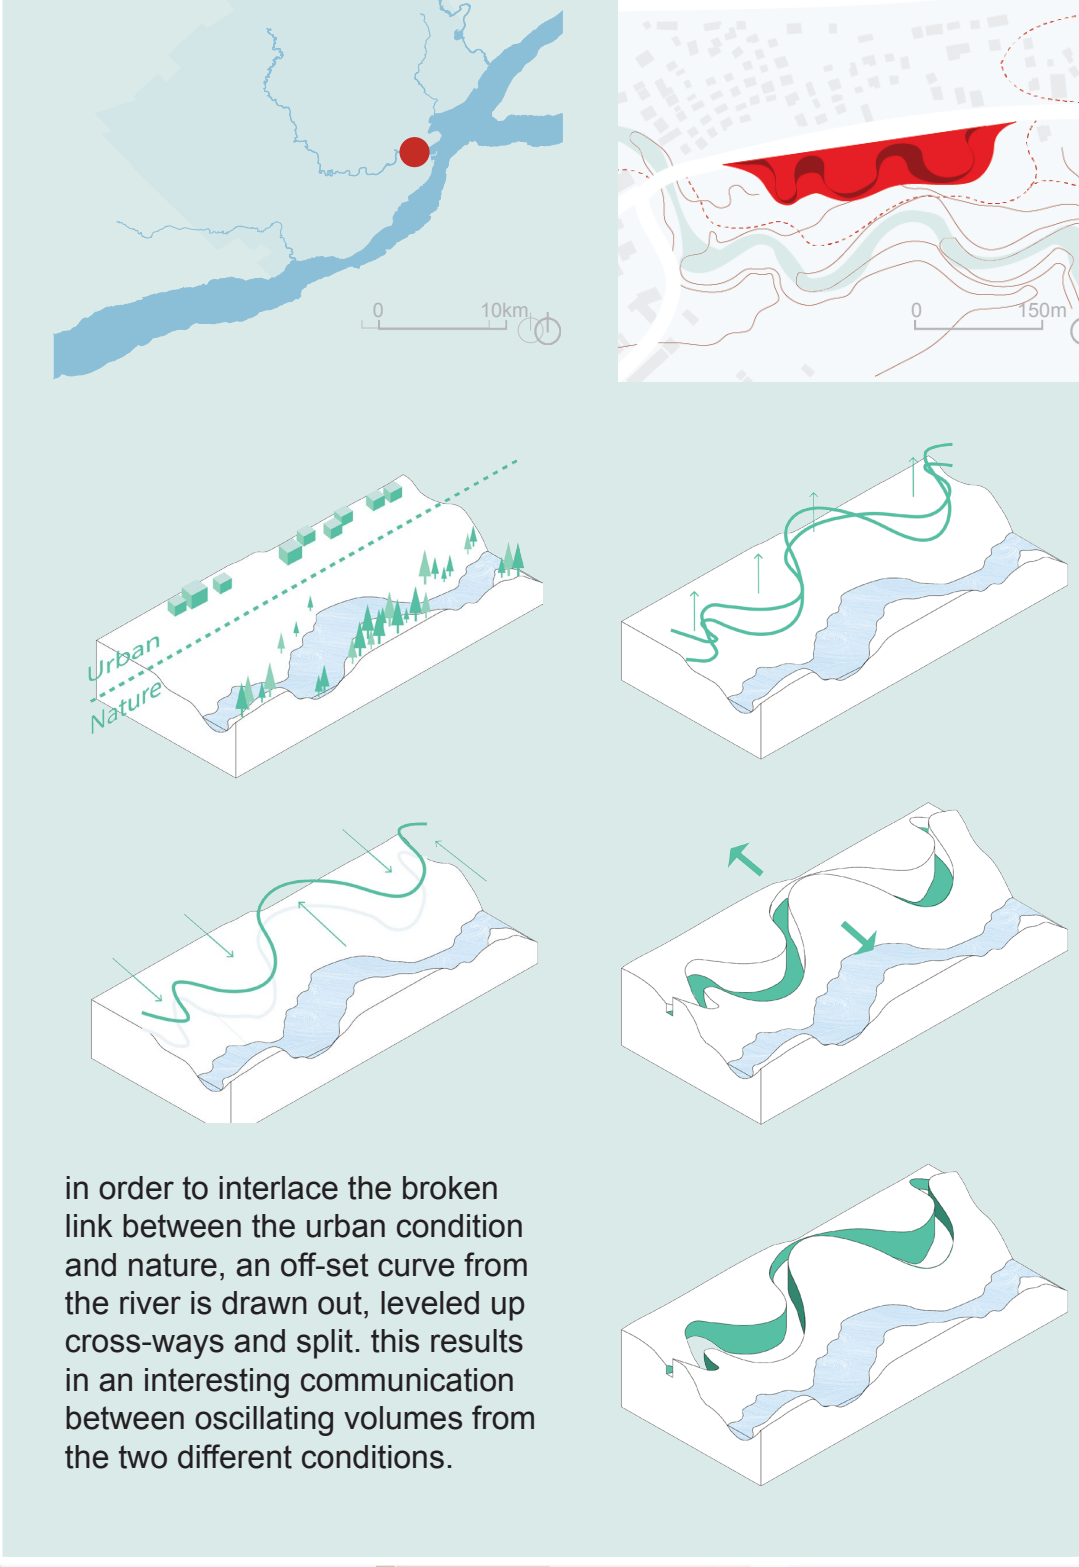 0 10km
0 150m
Urban
Nature
in order to interlace the broken
link between the urban condition
and nature, an off-set curve from
the river is drawn out, leveled up
cross-ways and split. this results
in an interesting communication
between oscillating volumes from
the two different conditions.